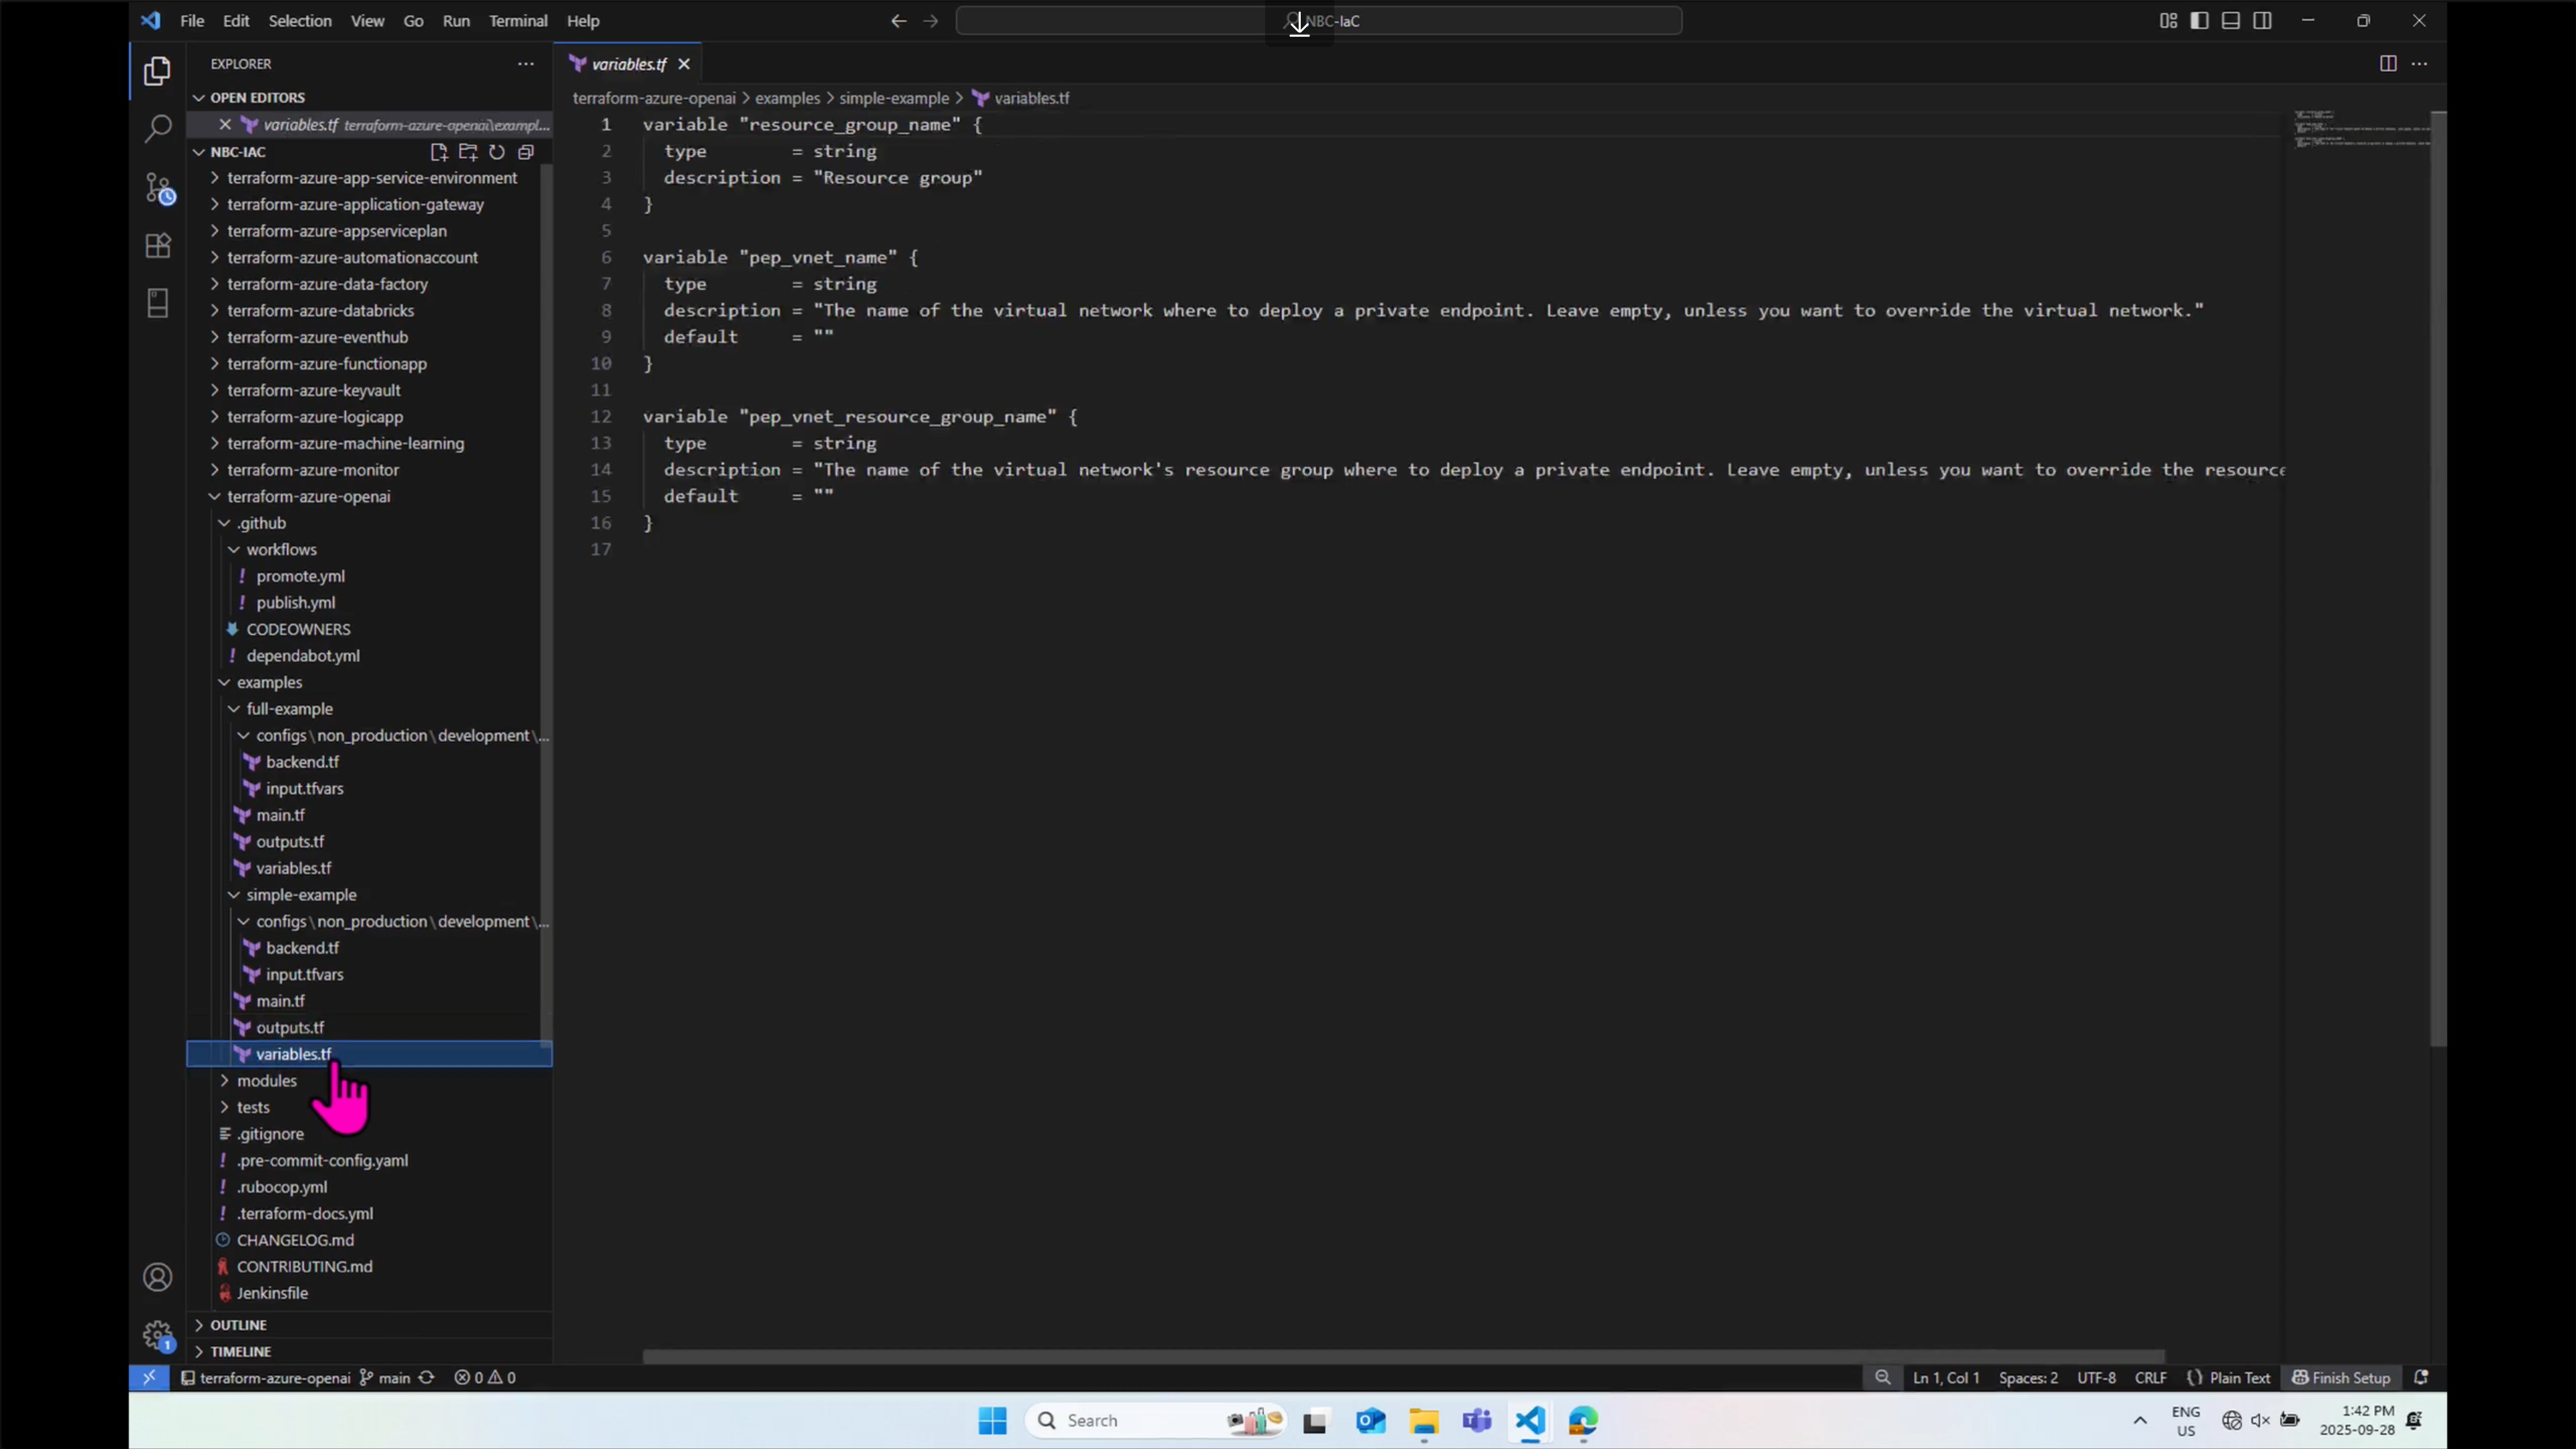 File Edit Selection View Go Run Terminal Help
NBC-IaC
EXPLORER
OPEN EDITORS
variables.tf terraform-azure-openai\exampl...
NBC-IAC
terraform-azure-app-service-environment
terraform-azure-application-gateway
terraform-azure-appserviceplan
terraform-azure-automationaccount
terraform-azure-data-factory
terraform-azure-databricks
terraform-azure-eventhub
terraform-azure-functionapp
terraform-azure-keyvault
terraform-azure-logicapp
terraform-azure-machine-learning
terraform-azure-monitor
terraform-azure-openai
.github
workflows
promote.yml
publish.yml
CODEOWNERS
dependabot.yml
examples
full-example
configs\non_production\development\...
backend.tf
input.tfvars
main.tf
outputs.tf
variables.tf
simple-example
configs\non_production\development\...
backend.tf
input.tfvars
main.tf
outputs.tf
variables.tf
modules
tests
.gitignore
.pre-commit-config.yaml
.rubocop.yml
.terraform-docs.yml
CHANGELOG.md
CONTRIBUTING.md
Jenkinsfile
OUTLINE
TIMELINE
variables.tf
terraform-azure-openai > examples > simple-example > variables.tf
1 variable "resource_group_name" {
2 type = string
3 description = "Resource group"
4 }
5
6 variable "pep_vnet_name" {
7 type = string
8 description = "The name of the virtual network where to deploy a private endpoint. Leave empty, unless you want to override the virtual network."
9 default = ""
10 }
11
12 variable "pep_vnet_resource_group_name" {
13 type = string
14 description = "The name of the virtual network's resource group where to deploy a private endpoint. Leave empty, unless you want to override the resource
15 default = ""
16 }
17
terraform-azure-openai main 0 0 Ln 1, Col 1 Spaces: 2 UTF-8 CRLF {} Plain Text Finish Setup
1
Search
ENG
US
1:42 PM
2025-09-28